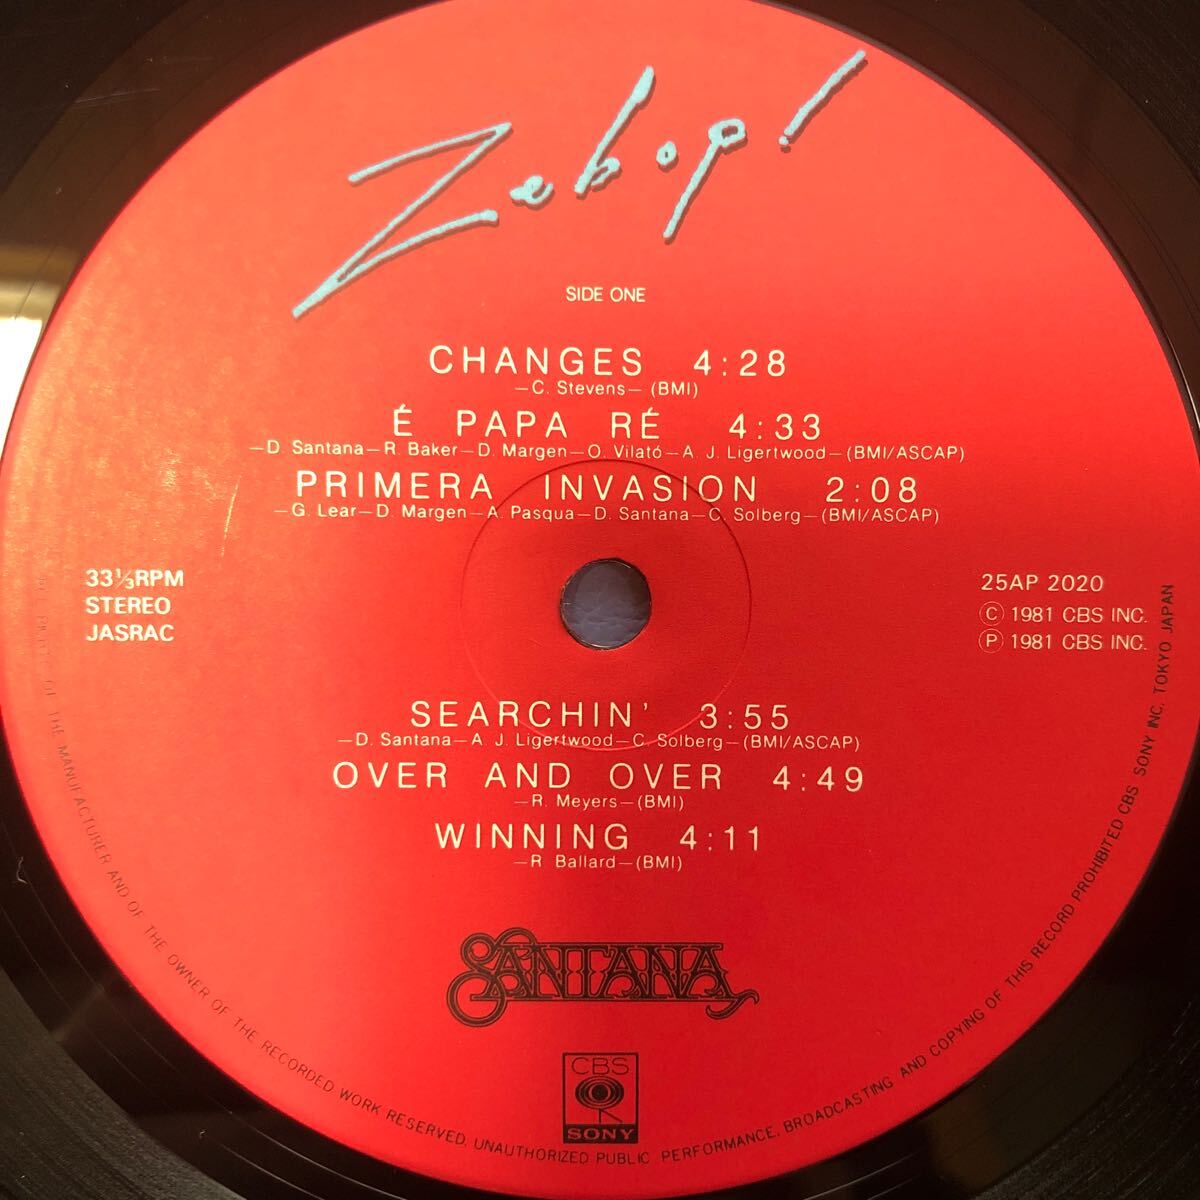 Zebop!
SIDE ONE
CHANGES 4:28
—C. Stevens— (BMI)
É PAPA RÉ 4:33
—D. Santana—R. Baker—D. Margen—O. Vilató—A. J. Ligertwood—(BMI/ASCAP)
PRIMERA INVASION 2:08
—G. Lear—D. Margen—A. Pasqua—D. Santana—C. Solberg—(BMI/ASCAP)
33⅓RPM
STEREO
JASRAC
25AP 2020
Ⓒ 1981 CBS INC.
Ⓟ 1981 CBS INC.
SEARCHIN' 3:55
—D. Santana—A. J. Ligertwood—C. Solberg—(BMI/ASCAP)
OVER AND OVER 4:49
—R. Meyers—(BMI)
WINNING 4:11
—R. Ballard—(BMI)
SANTANA
CBS
SONY
OF THE MANUFACTURER AND OF THE OWNER OF THE RECORDED WORK RESERVED. UNAUTHORIZED PUBLIC PERFORMANCE, BROADCASTING AND COPYING OF THIS RECORD PROHIBITED CBS SONY INC. TOKYO JAPAN